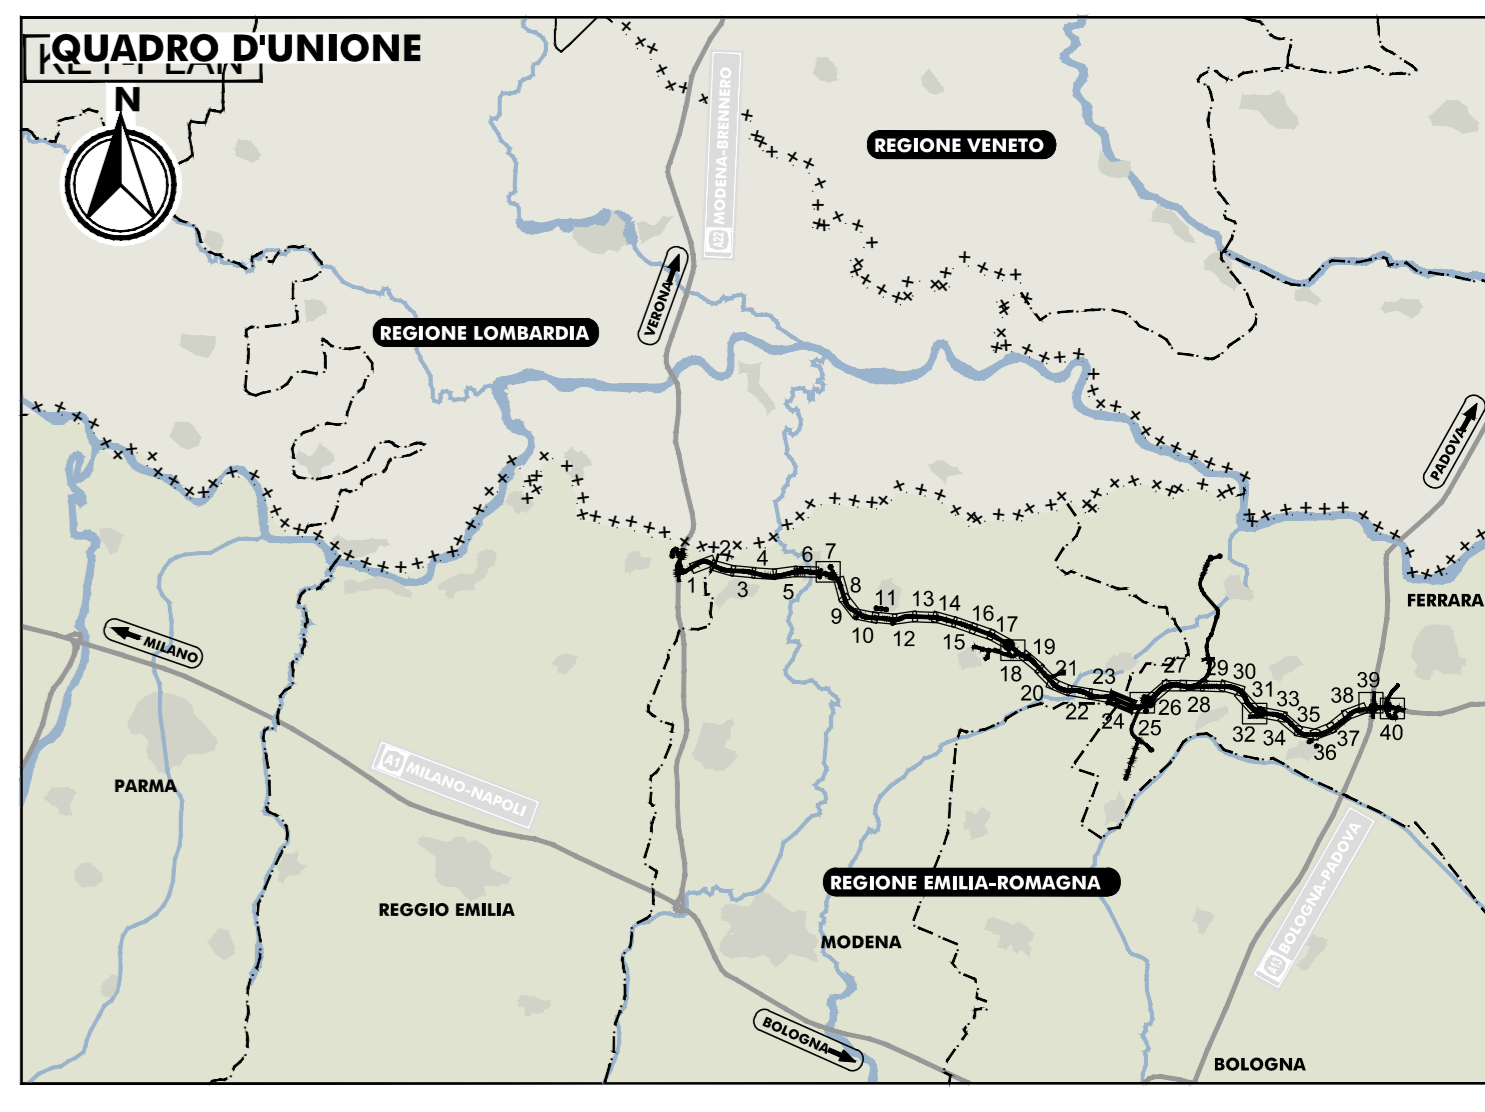 QUADRO D'UNIONE
KEY-PLAN
N
A22 MODENA-BRENNERO
REGIONE VENETO
VERONA
REGIONE LOMBARDIA
PADOVA
FERRARA
MILANO
1 2 3 4 5 6 7 8 9 10 11 12 13 14 15 16 17 18 19 20 21 22 23 24 25 26 27 28 29 30 31 32 33 34 35 36 37 38 39 40
PARMA
A1 MILANO-NAPOLI
A13 BOLOGNA-PADOVA
REGIONE EMILIA-ROMAGNA
REGGIO EMILIA
MODENA
BOLOGNA
BOLOGNA